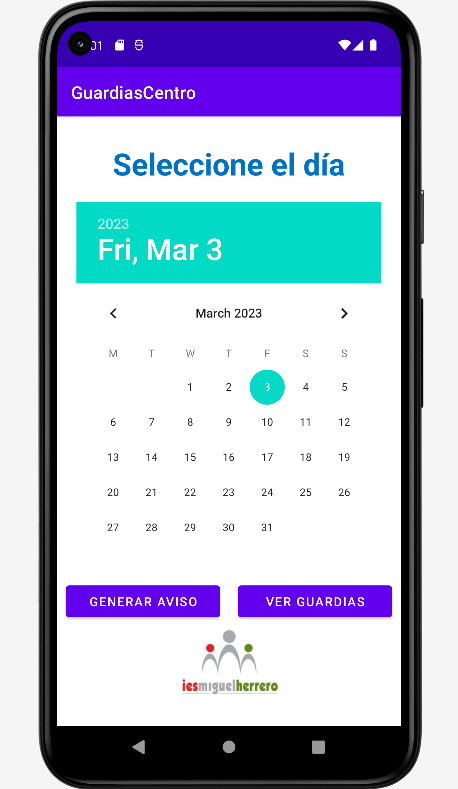 :01
GuardiasCentro
Seleccione el día
2023
Fri, Mar 3
March 2023
M T W T F S S
1 2 3 4 5
6 7 8 9 10 11 12
13 14 15 16 17 18 19
20 21 22 23 24 25 26
27 28 29 30 31
GENERAR AVISO VER GUARDIAS
iesmiguelherrero